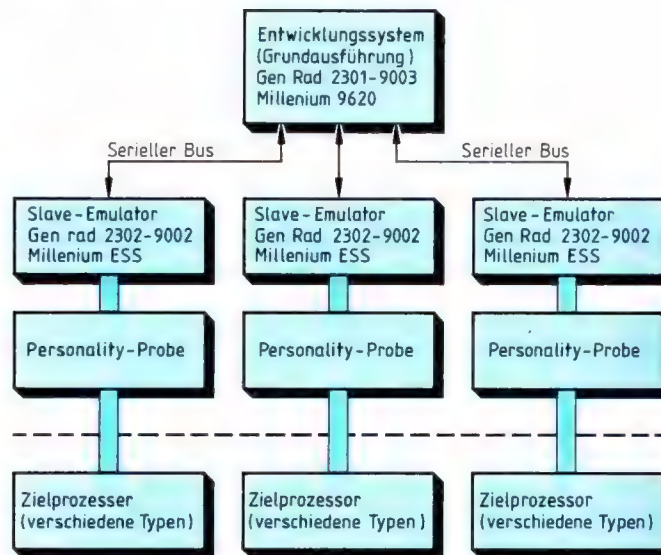 Entwicklungssystem
(Grundausführung)
Gen Rad 2301-9003
Millenium 9620
Serieller Bus
Serieller Bus
Slave-Emulator
Gen rad 2302-9002
Millenium ESS
Slave-Emulator
Gen Rad 2302-9002
Millenium ESS
Slave-Emulator
Gen Rad 2302-9002
Millenium ESS
Personality-Probe
Personality-Probe
Personality-Probe
Zielprozesser
(verschiedene Typen)
Zielprozessor
(verschiedene Typen)
Zielprozessor
(verschiedene Typen)